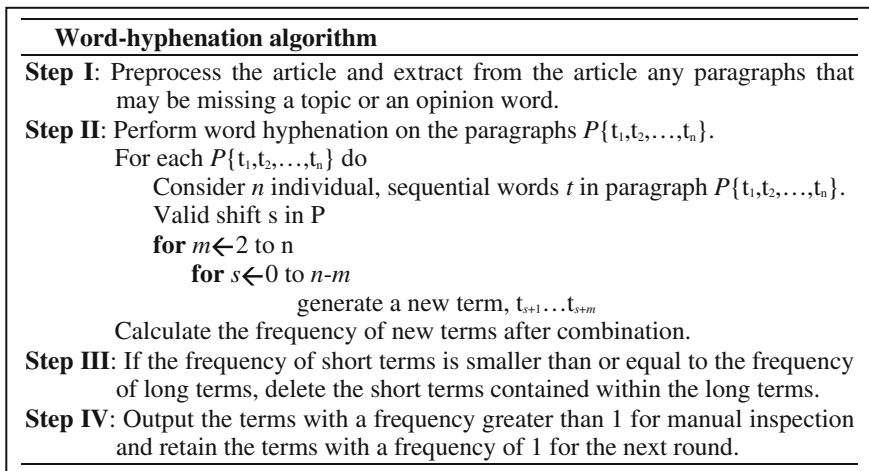 Word-hyphenation algorithm
Step I: Preprocess the article and extract from the article any paragraphs that
may be missing a topic or an opinion word.
Step II: Perform word hyphenation on the paragraphs P{t₁,t₂,…,tₙ}.
For each P{t₁,t₂,…,tₙ} do
Consider n individual, sequential words t in paragraph P{t₁,t₂,…,tₙ}.
Valid shift s in P
for m←2 to n
for s←0 to n-m
generate a new term, tₛ₊₁…tₛ₊ₘ
Calculate the frequency of new terms after combination.
Step III: If the frequency of short terms is smaller than or equal to the frequency
of long terms, delete the short terms contained within the long terms.
Step IV: Output the terms with a frequency greater than 1 for manual inspection
and retain the terms with a frequency of 1 for the next round.